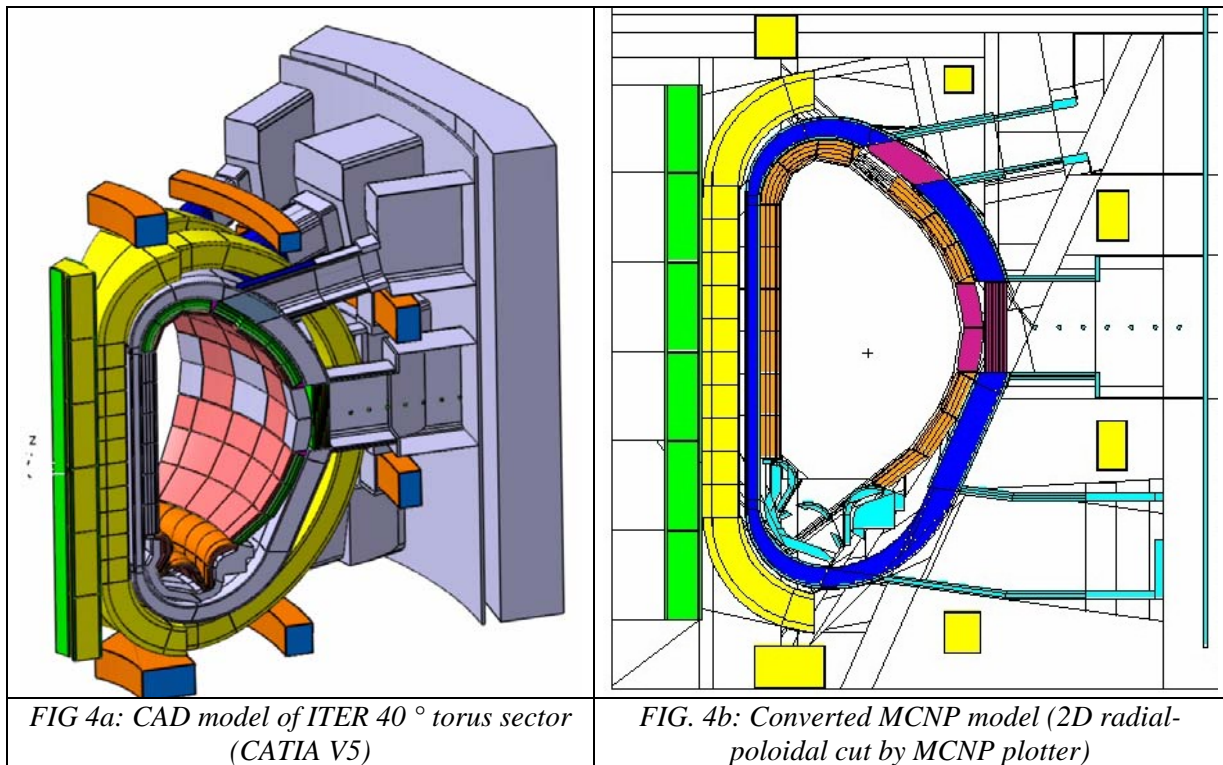 z
FIG 4a: CAD model of ITER 40 ° torus sector
(CATIA V5)
FIG. 4b: Converted MCNP model (2D radial-
poloidal cut by MCNP plotter)